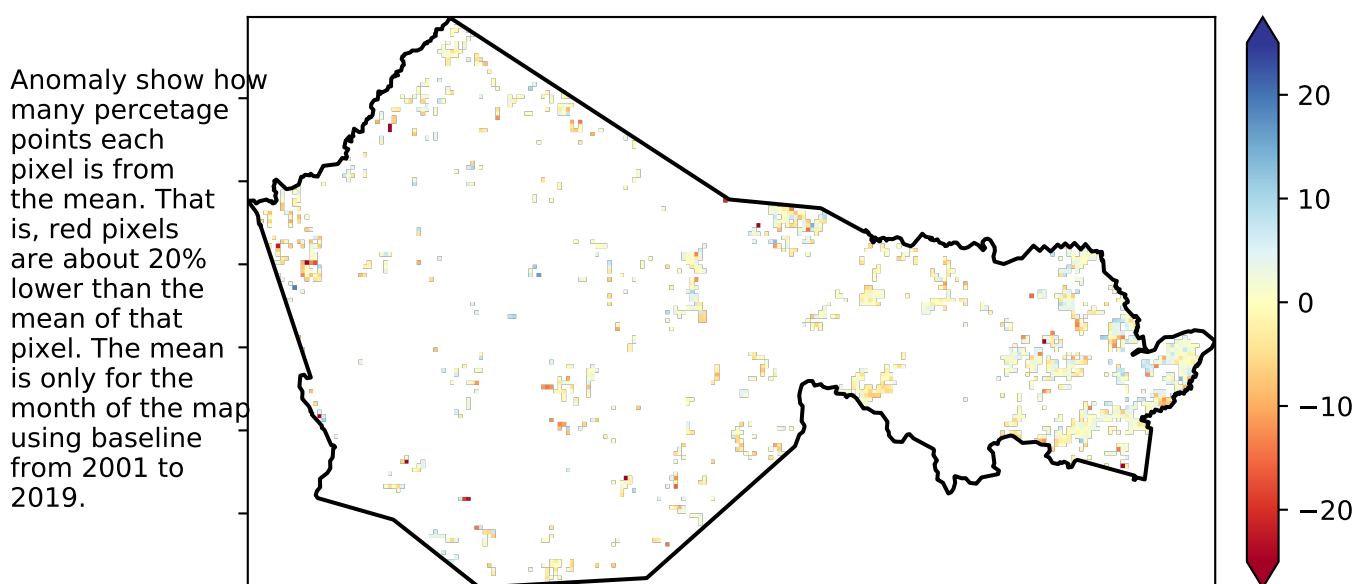 Anomaly show how
many percetage
points each
pixel is from
the mean. That
is, red pixels
are about 20%
lower than the
mean of that
pixel. The mean
is only for the
month of the map
using baseline
from 2001 to
2019.
20
10
0
−10
−20